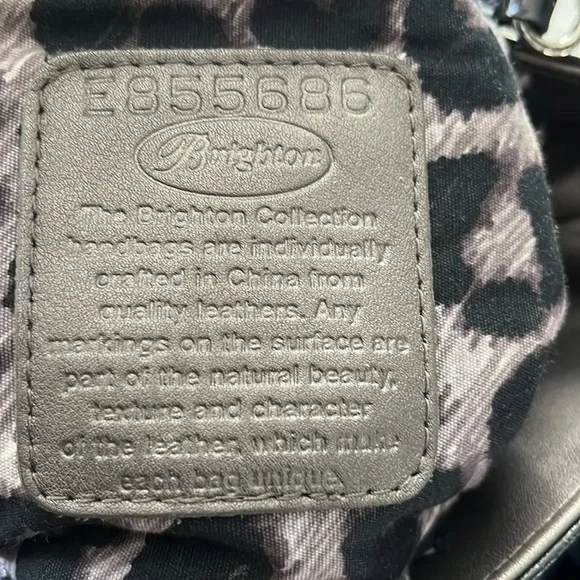 E855686
Brighton
The Brighton Collection
handbags are individually
crafted in China from
quality leathers. Any
markings on the surface are
part of the natural beauty,
texture and character
of the leather, which make
each bag unique.